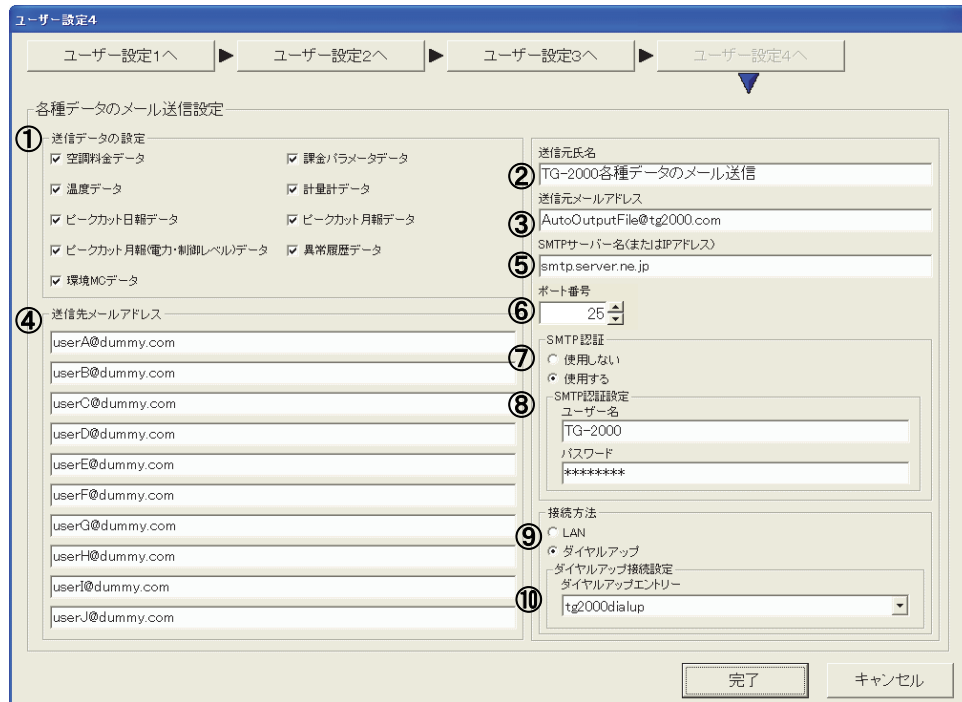 ユーザー設定4
ユーザー設定1へ ▶ ユーザー設定2へ ▶ ユーザー設定3へ ▶ ユーザー設定4へ
各種データのメール送信設定
① 送信データの設定
空調料金データ 課金パラメータデータ
温度データ 計量計データ
ピークカット日報データ ピークカット月報データ
ピークカット月報(電力・制御レベル)データ 異常履歴データ
環境MCデータ
④ 送信先メールアドレス
userA@dummy.com
userB@dummy.com
userC@dummy.com
userD@dummy.com
userE@dummy.com
userF@dummy.com
userG@dummy.com
userH@dummy.com
userI@dummy.com
userJ@dummy.com
送信元氏名
② TG-2000各種データのメール送信
送信元メールアドレス
③ AutoOutputFile@tg2000.com
SMTPサーバー名(またはIPアドレス)
⑤ smtp.server.ne.jp
ポート番号
⑥ 25
SMTP認証
⑦ 使用しない
使用する
⑧ SMTP認証設定
ユーザー名
TG-2000
パスワード
********
接続方法
⑨ LAN
ダイヤルアップ
ダイヤルアップ接続設定
ダイヤルアップエントリー
⑩ tg2000dialup
完了 キャンセル